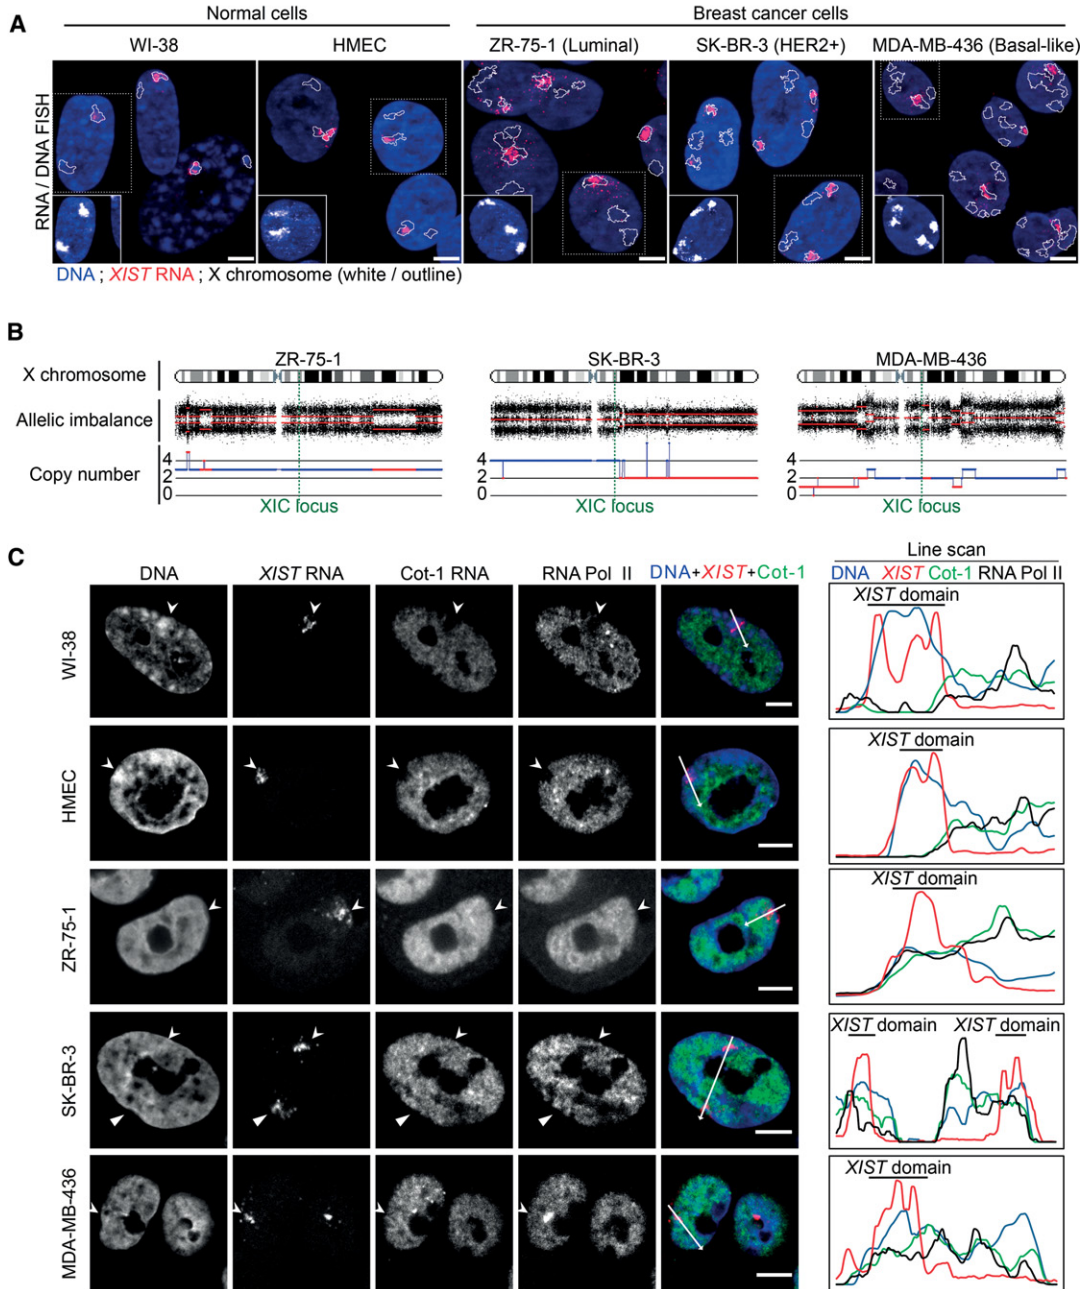 A
Normal cells
Breast cancer cells
WI-38
HMEC
ZR-75-1 (Luminal)
SK-BR-3 (HER2+)
MDA-MB-436 (Basal-like)
RNA / DNA FISH
DNA ; XIST RNA ; X chromosome (white / outline)
B
ZR-75-1
SK-BR-3
MDA-MB-436
X chromosome
Allelic imbalance
Copy number
4
2
0
4
2
0
4
2
0
XIC focus
XIC focus
XIC focus
C
DNA
XIST RNA
Cot-1 RNA
RNA Pol II
DNA+XIST+Cot-1
Line scan
DNA XIST Cot-1 RNA Pol II
WI-38
XIST domain
HMEC
XIST domain
ZR-75-1
XIST domain
SK-BR-3
XIST domain
XIST domain
MDA-MB-436
XIST domain